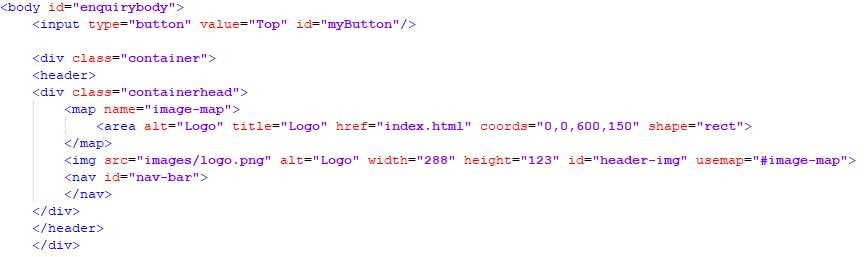 <body id="enquirybody">
<input type="button" value="Top" id="myButton"/>
<div class="container">
<header>
<div class="containerhead">
<map name="image-map">
<area alt="Logo" title="Logo" href="index.html" coords="0,0,600,150" shape="rect">
</map>
<img src="images/logo.png" alt="Logo" width="288" height="123" id="header-img" usemap="#image-map">
<nav id="nav-bar">
</nav>
</div>
</header>
</div>